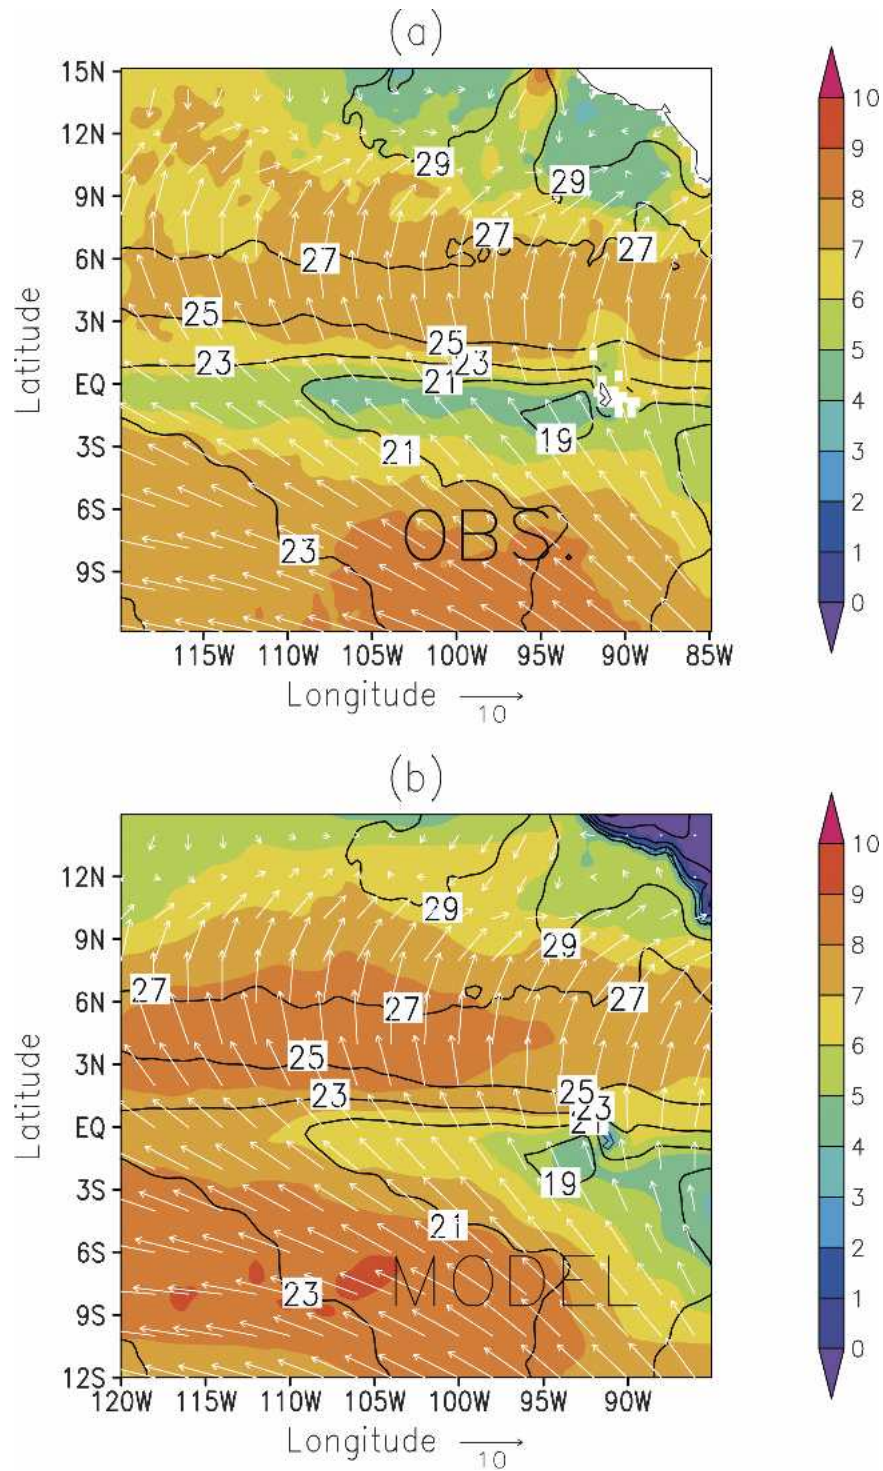 (a)
15N
12N
9N
6N
3N
EQ
3S
6S
9S
Latitude
29
29
27
27
27
25
25
23
23
21
21
19
23
OBS
115W 110W 105W 100W 95W 90W 85W
Longitude
10
10
9
8
7
6
5
4
3
2
1
0
(b)
12N
9N
6N
3N
EQ
3S
6S
9S
12S
Latitude
29
29
27
27
27
25
25
23
23
21
19
21
23
MODEL
120W 115W 110W 105W 100W 95W 90W
Longitude
10
10
9
8
7
6
5
4
3
2
1
0